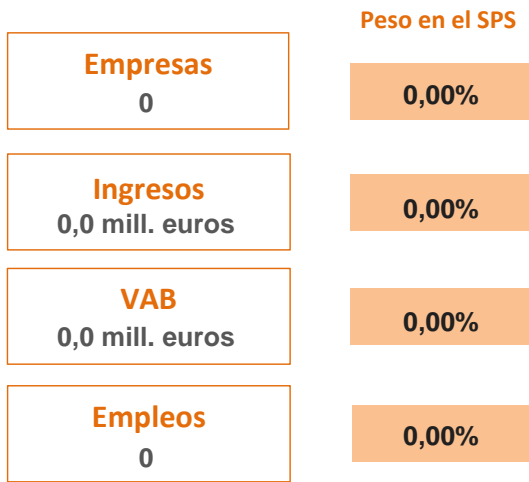 Peso en el SPS
Empresas
0
0,00%
Ingresos
0,0 mill. euros
0,00%
VAB
0,0 mill. euros
0,00%
Empleos
0
0,00%